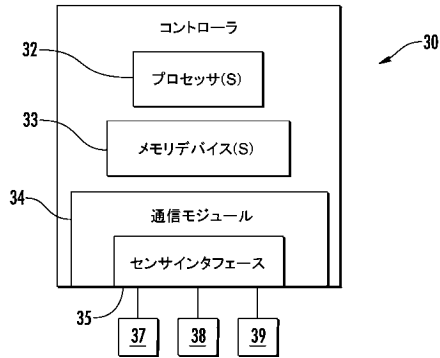 コントローラ
30
32
プロセッサ(S)
33
メモリデバイス(S)
34
通信モジュール
センサインタフェース
35
37 38 39